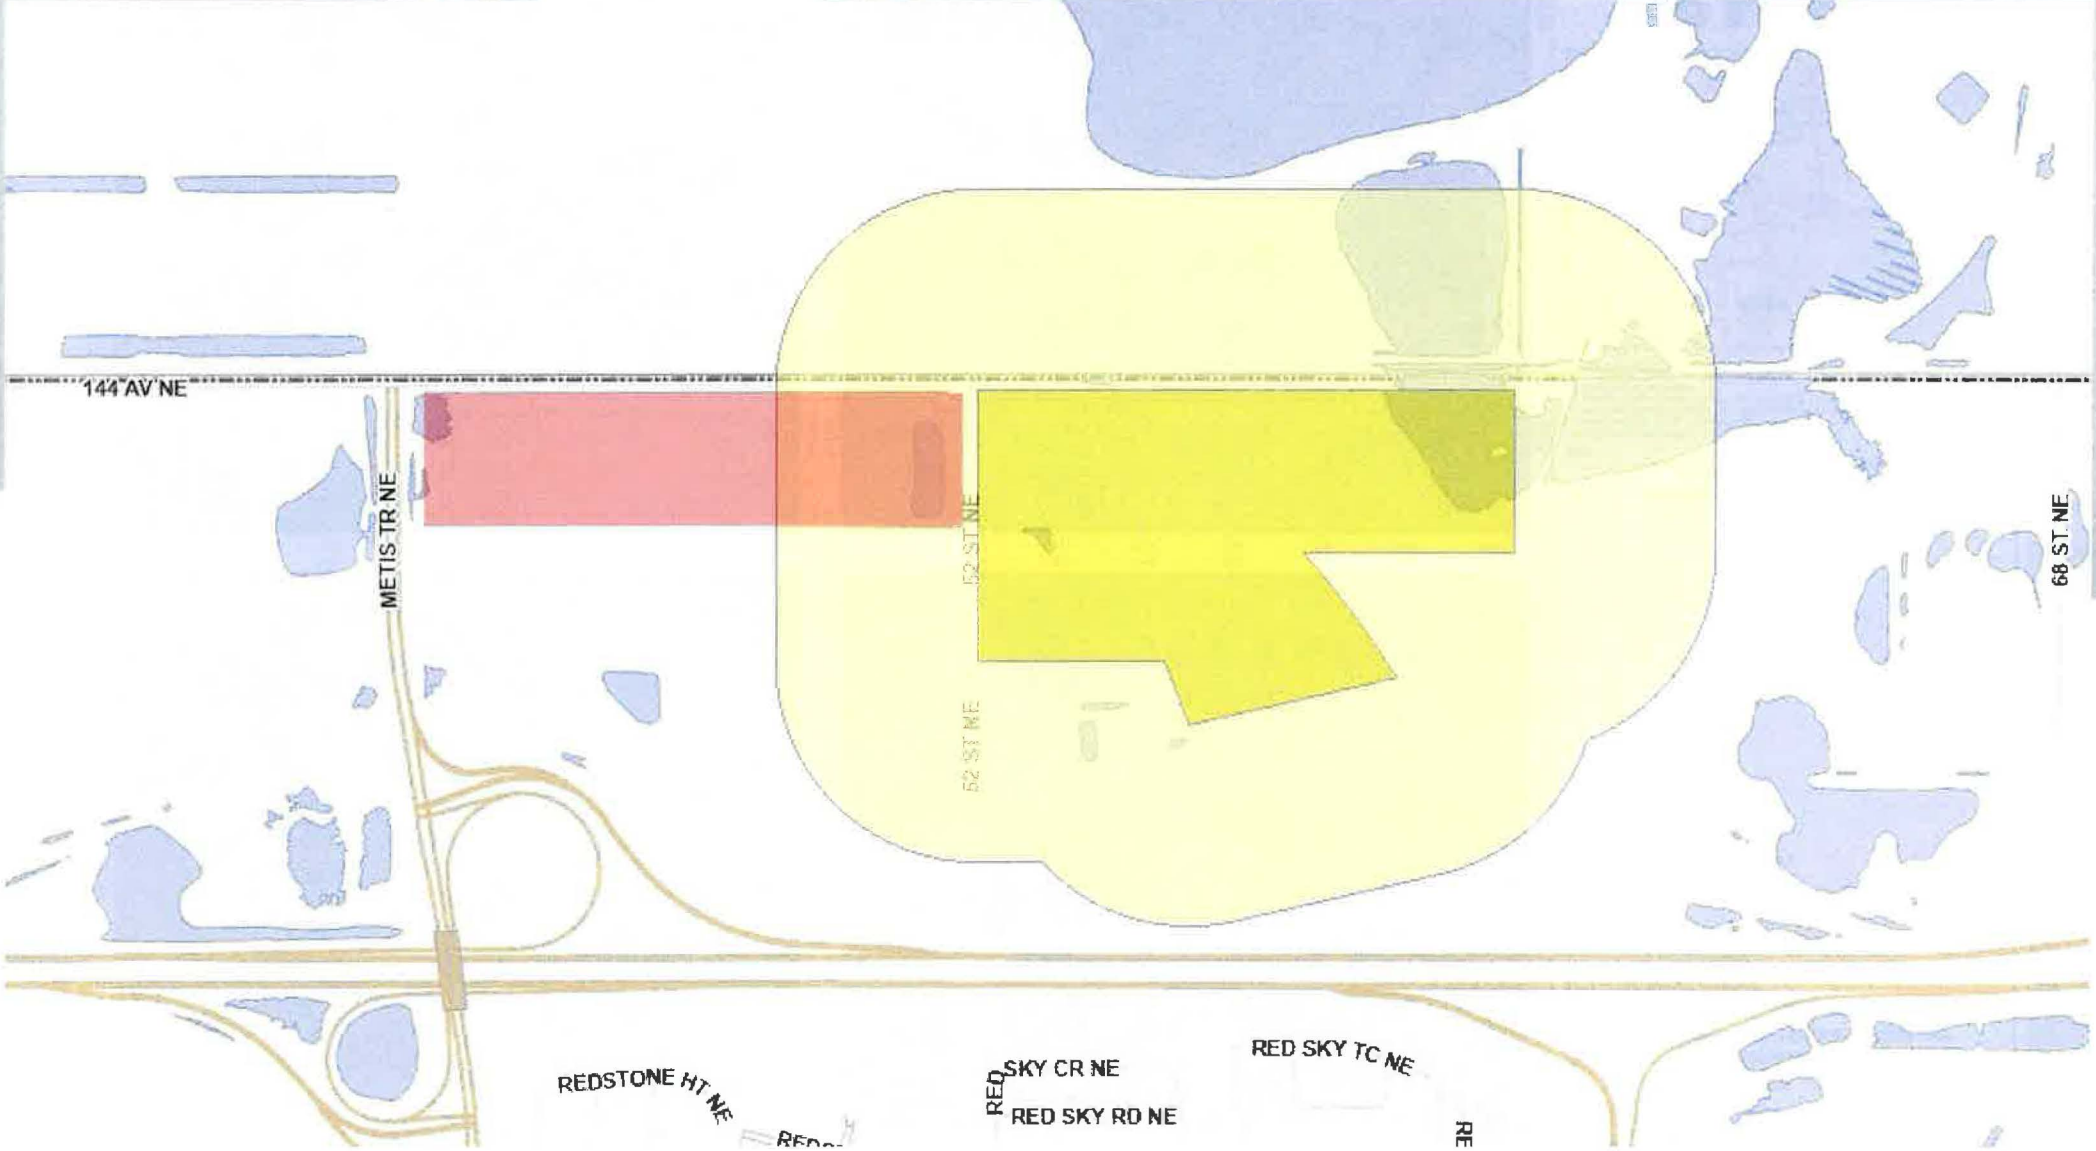 144 AV NE
METIS TR NE
52 ST NE
68 ST. NE
52 ST NE
RED SKY TC NE
SKY CR NE
RED
REDSTONE HT NE
RED SKY RD NE
RE